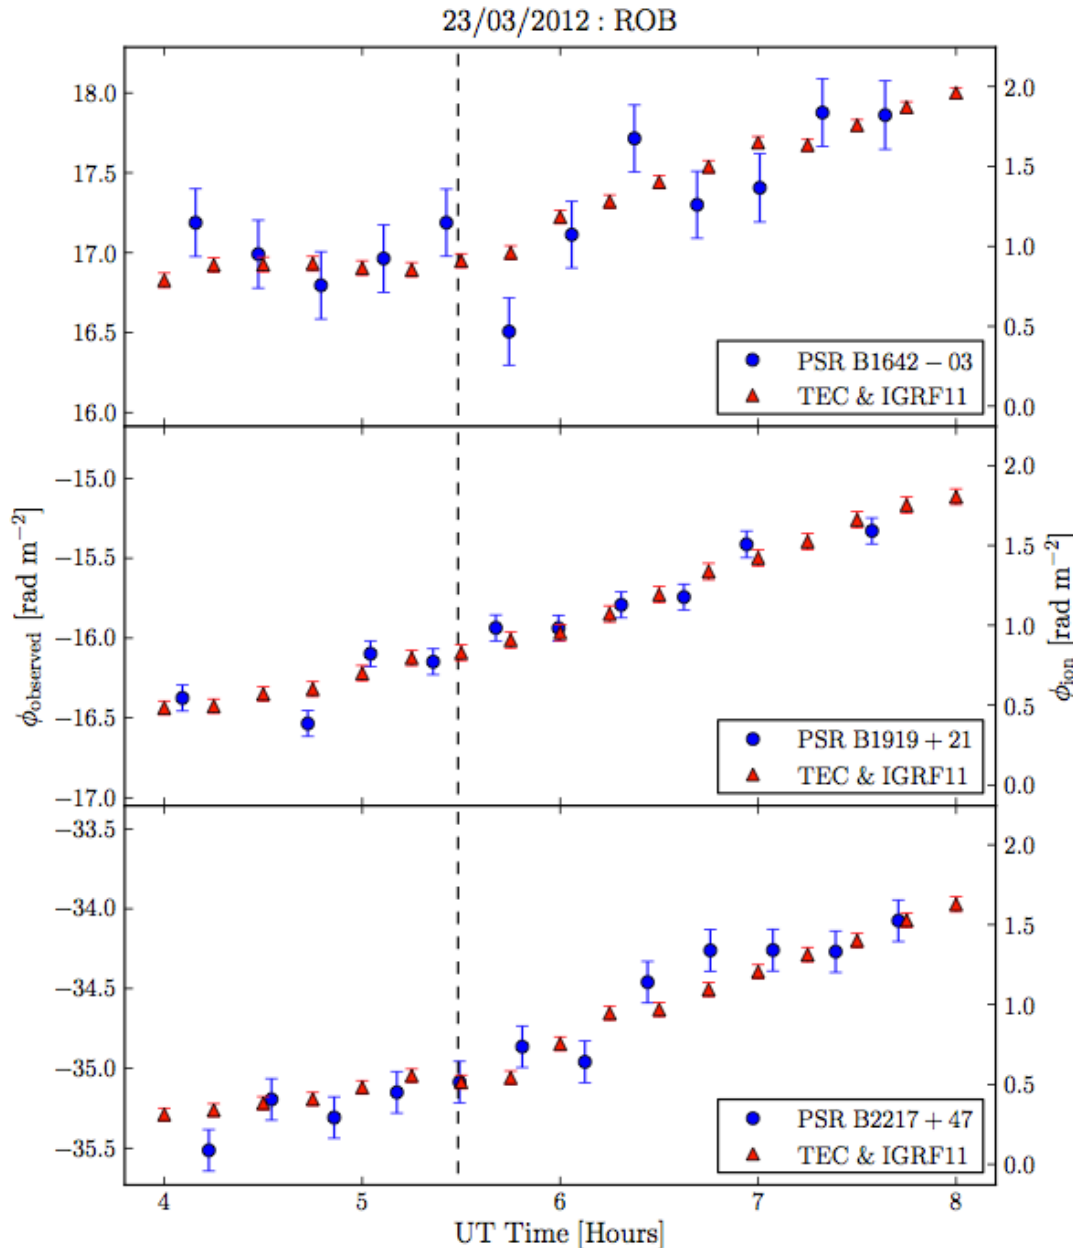 23/03/2012 : ROB
18.0
17.5
17.0
16.5
16.0
2.0
1.5
1.0
0.5
0.0
PSR B1642 − 03
TEC & IGRF11
−15.0
−15.5
−16.0
−16.5
−17.0
2.0
1.5
1.0
0.5
0.0
PSR B1919 + 21
TEC & IGRF11
ϕobserved [rad m−2]
ϕion [rad m−2]
−33.5
−34.0
−34.5
−35.0
−35.5
2.0
1.5
1.0
0.5
0.0
PSR B2217 + 47
TEC & IGRF11
4 5 6 7 8
UT Time [Hours]